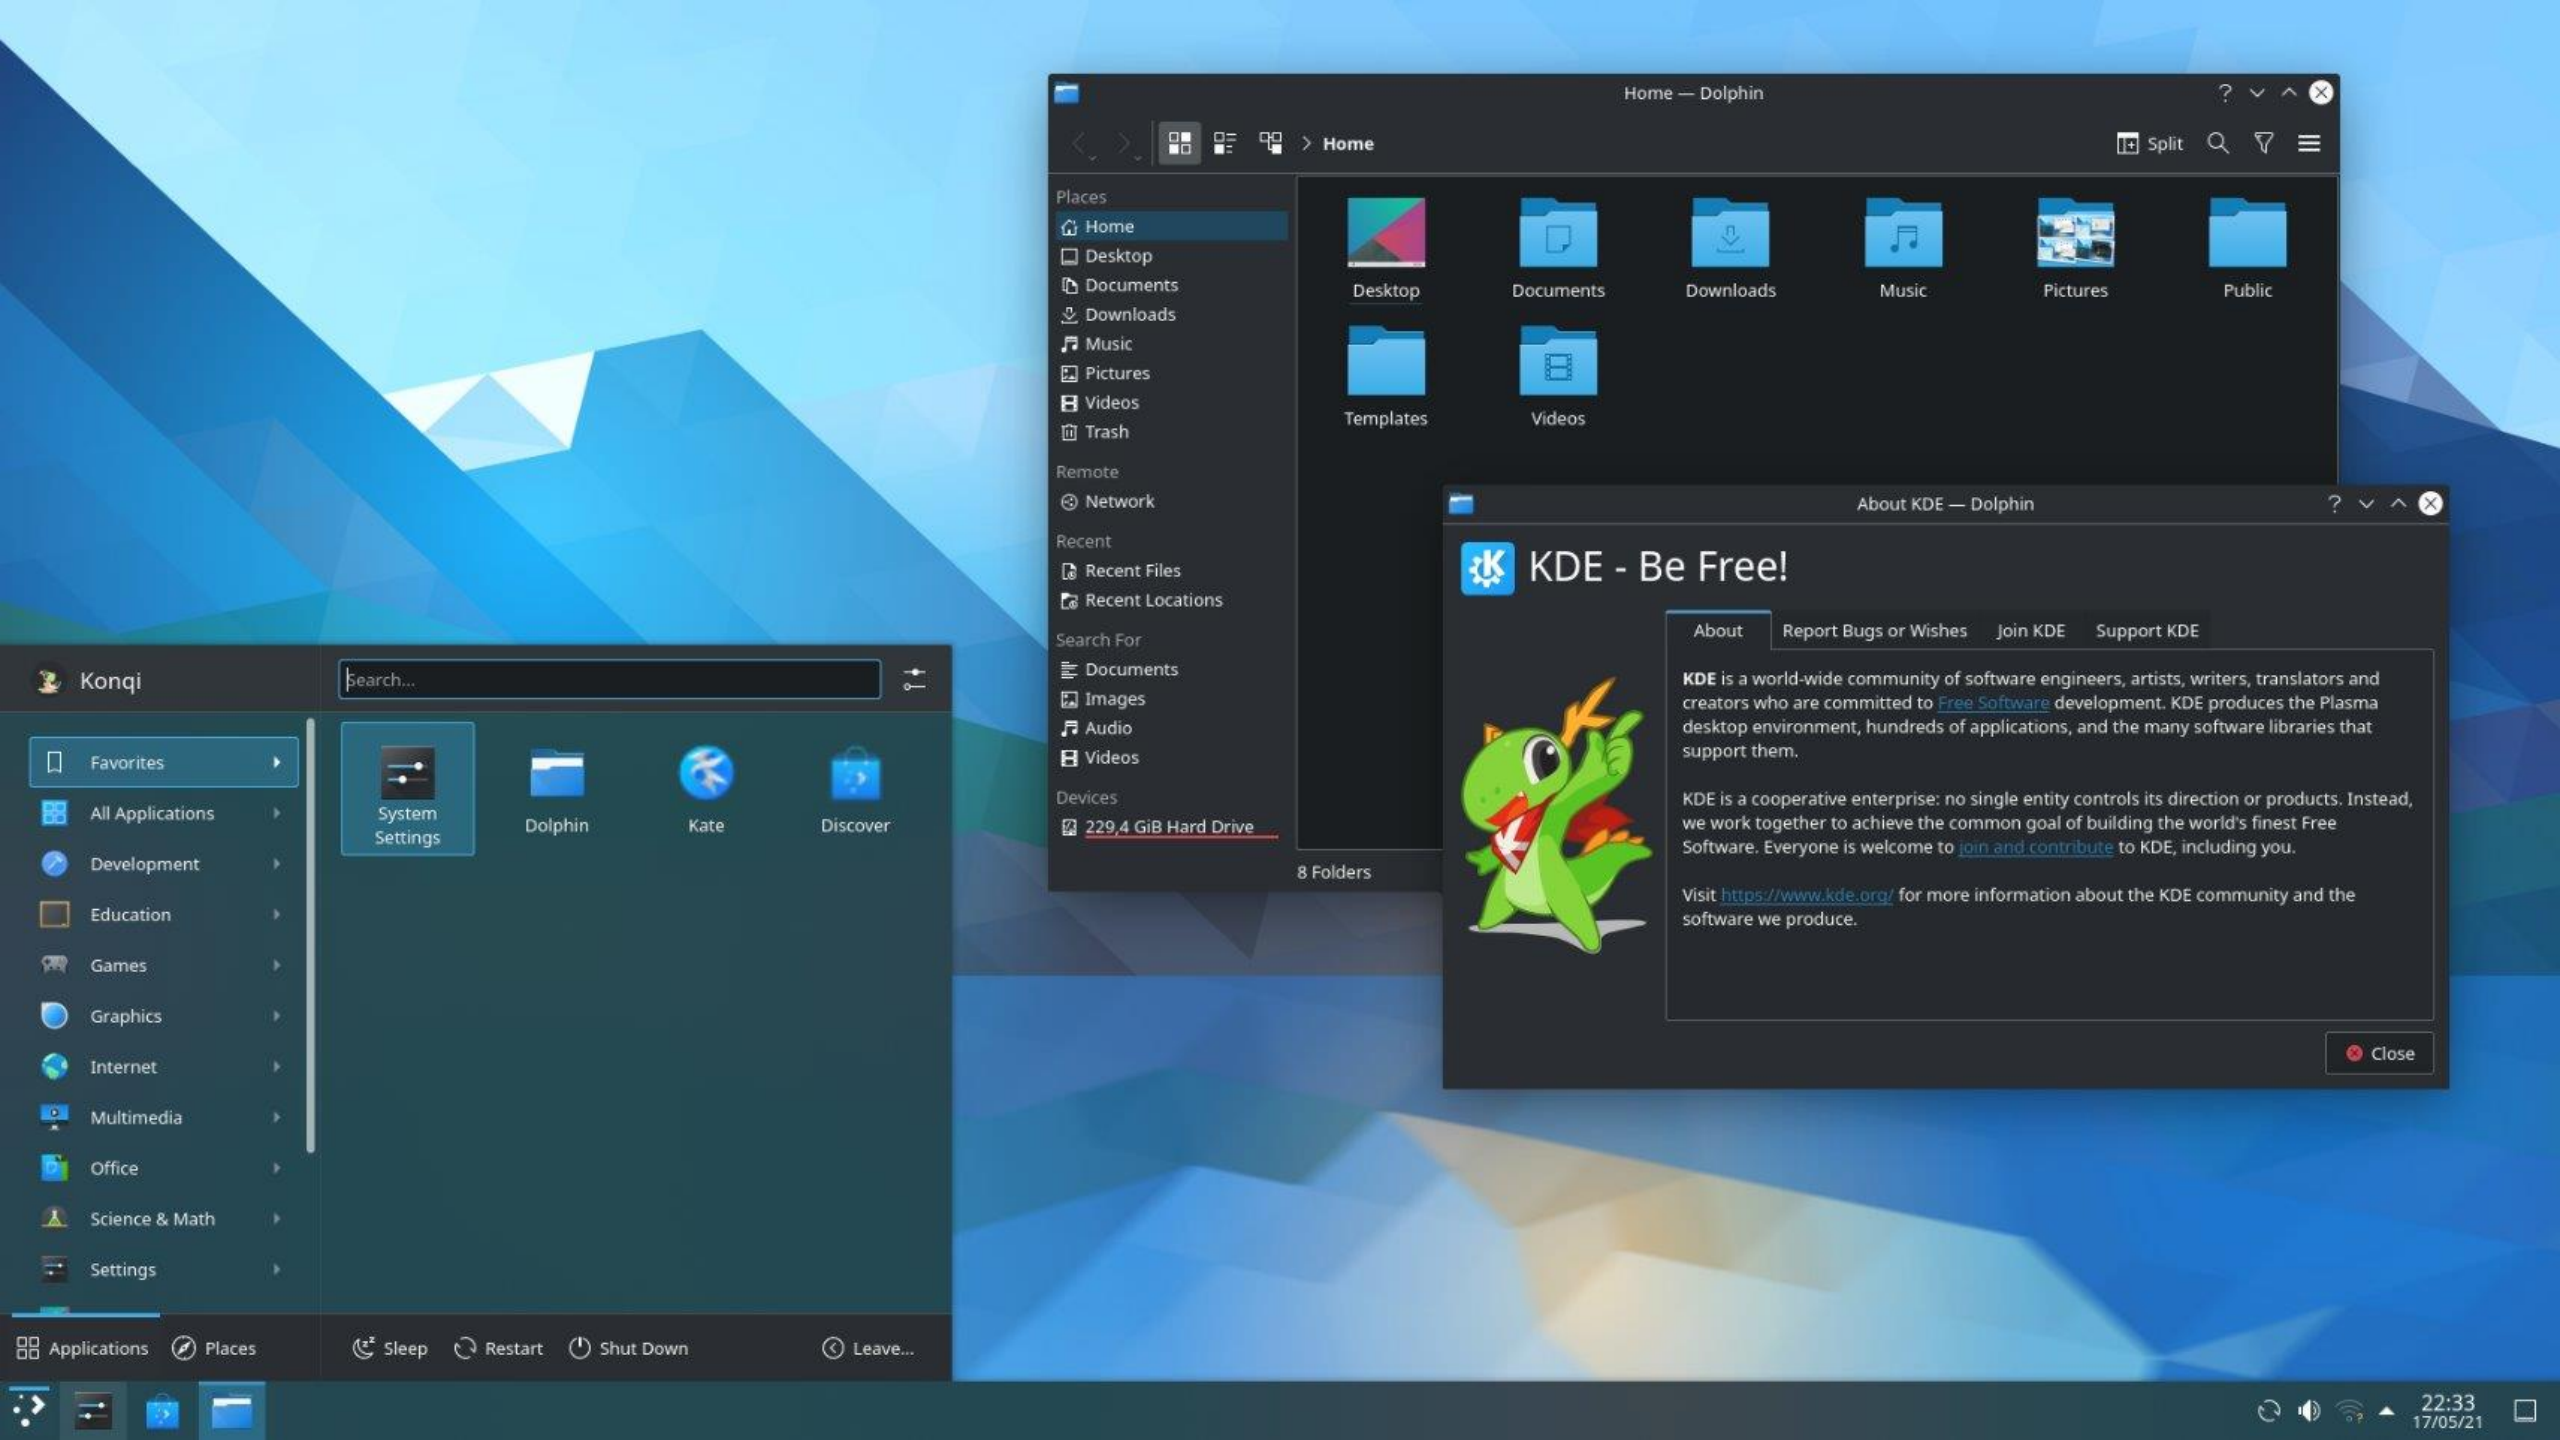 Home — Dolphin
Home
Split
Places
Home
Desktop
Documents
Downloads
Music
Pictures
Videos
Trash
Remote
Network
Recent
Recent Files
Recent Locations
Search For
Documents
Images
Audio
Videos
Devices
229,4 GiB Hard Drive
Desktop
Documents
Downloads
Music
Pictures
Public
Templates
Videos
8 Folders
About KDE — Dolphin
KDE - Be Free!
About
Report Bugs or Wishes
Join KDE
Support KDE
KDE is a world-wide community of software engineers, artists, writers, translators and
creators who are committed to Free Software development. KDE produces the Plasma
desktop environment, hundreds of applications, and the many software libraries that
support them.
KDE is a cooperative enterprise: no single entity controls its direction or products. Instead,
we work together to achieve the common goal of building the world's finest Free
Software. Everyone is welcome to join and contribute to KDE, including you.
Visit https://www.kde.org/ for more information about the KDE community and the
software we produce.
Close
Konqi
Search...
Favorites
All Applications
Development
Education
Games
Graphics
Internet
Multimedia
Office
Science & Math
Settings
System
Settings
Dolphin
Kate
Discover
Applications
Places
Sleep
Restart
Shut Down
Leave...
22:33
17/05/21